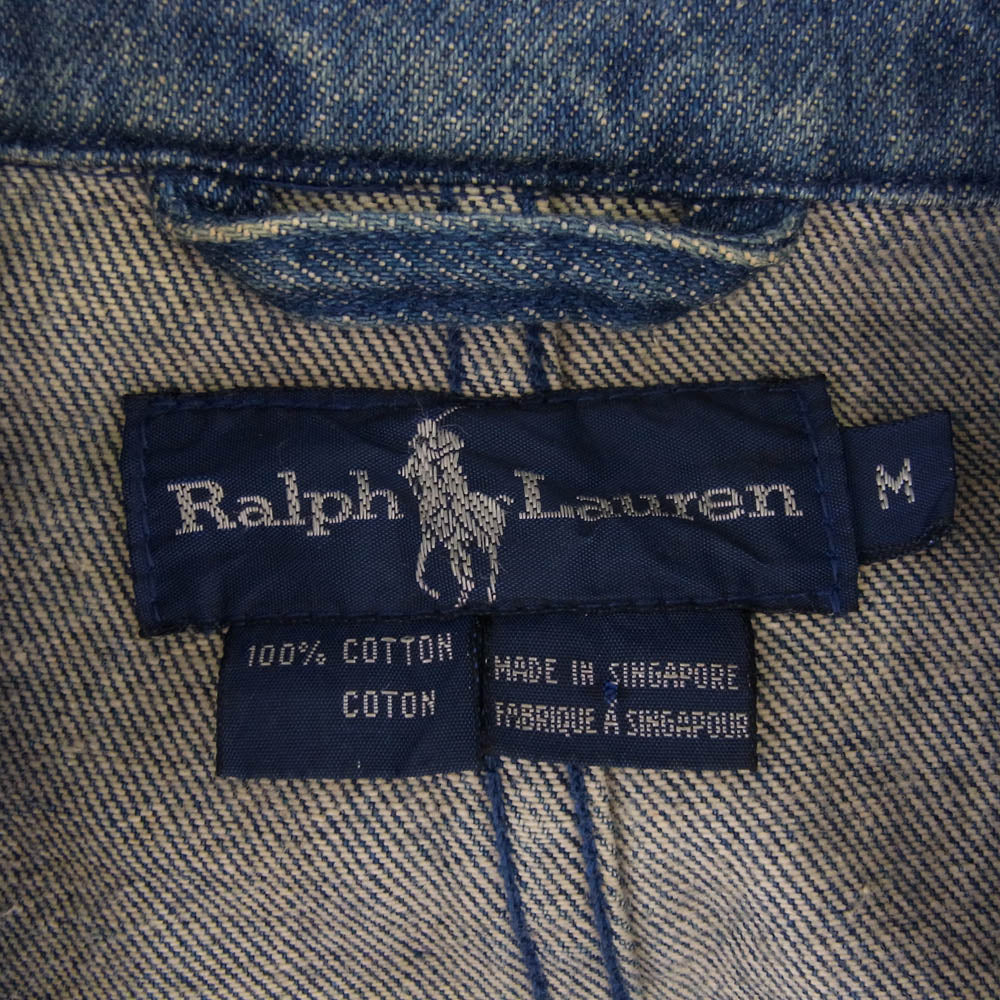 Ralph Lauren
M
100% COTTON
COTON
MADE IN SINGAPORE
FABRIQUE À SINGAPOUR